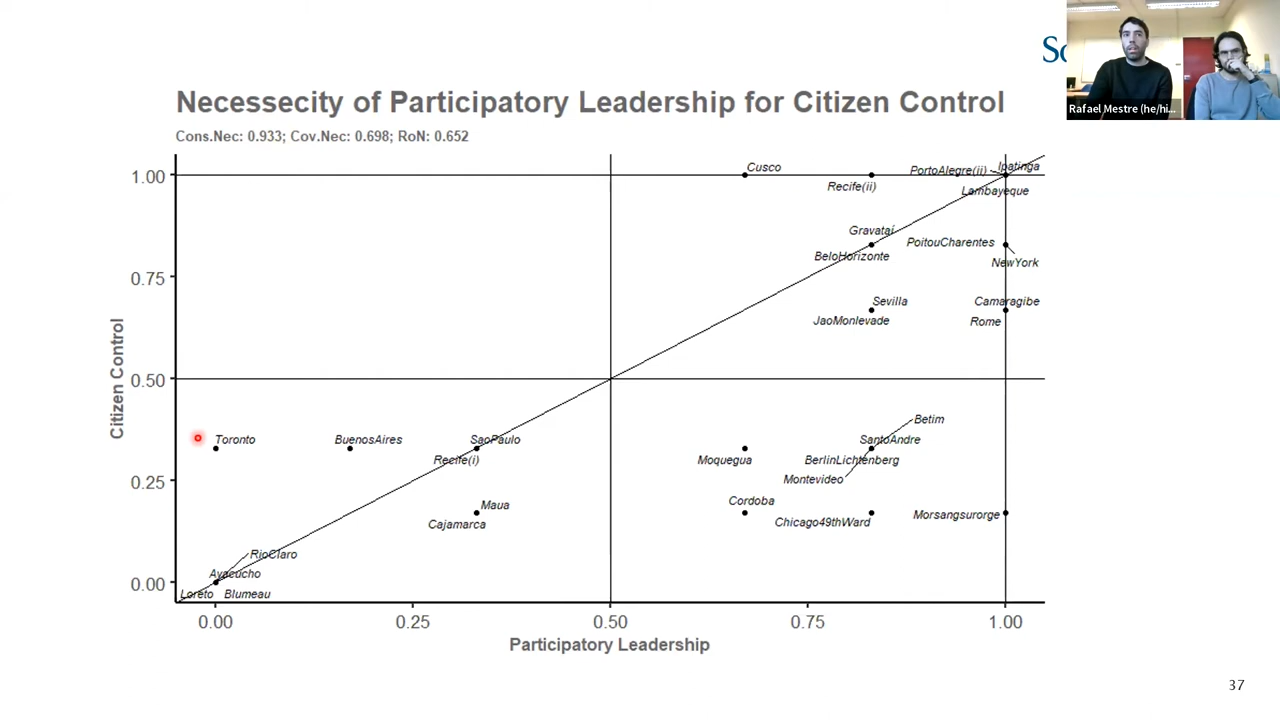 So
Rafael Mestre (he/hi...
Necessecity of Participatory Leadership for Citizen Control
Cons.Nec: 0.933; Cov.Nec: 0.698; RoN: 0.652
Citizen Control
1.00
0.75
0.50
0.25
0.00
Cusco
Recife(ii)
PortoAlegre(ii)
Ipatinga
Lambayeque
Gravataí
BeloHorizonte
PoitouCharentes
NewYork
Sevilla
JaoMonlevade
Camaragibe
Rome
Toronto
BuenosAires
SaoPaulo
Recife(i)
Maua
Cajamarca
Moquegua
Betim
SantoAndre
BerlinLichtenberg
Montevideo
Cordoba
Chicago49thWard
Morsangsurorge
RioClaro
Ayacucho
Loreto
Blumeau
0.00
0.25
0.50
0.75
1.00
Participatory Leadership
37